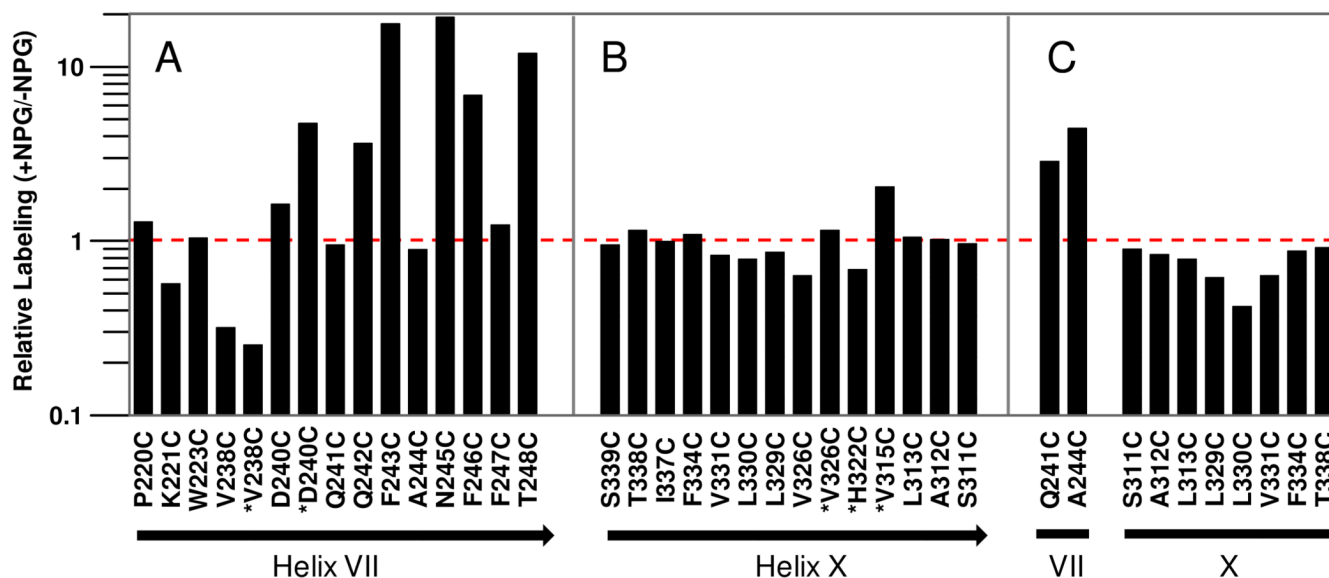 Relative Labeling (+NPG/-NPG)
10
1
0.1
A
B
C
P220C
K221C
W223C
V238C
*V238C
D240C
*D240C
Q241C
Q242C
F243C
A244C
N245C
F246C
F247C
T248C
S339C
T338C
I337C
F334C
V331C
L330C
L329C
V326C
*V326C
*H322C
*V315C
L313C
A312C
S311C
Q241C
A244C
S311C
A312C
L313C
L329C
L330C
V331C
F334C
T338C
Helix VII
Helix X
VII
X